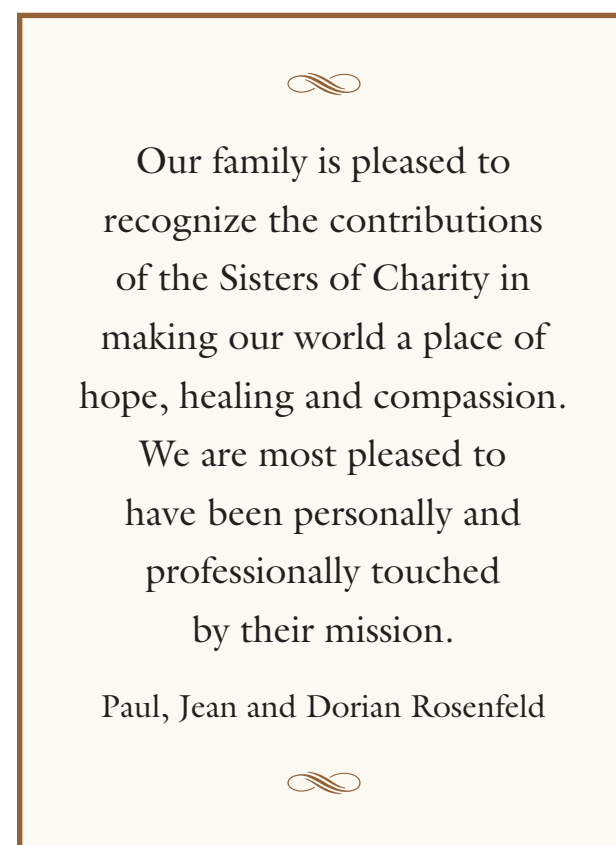 Our family is pleased to
recognize the contributions
of the Sisters of Charity in
making our world a place of
hope, healing and compassion.
We are most pleased to
have been personally and
professionally touched
by their mission.
Paul, Jean and Dorian Rosenfeld